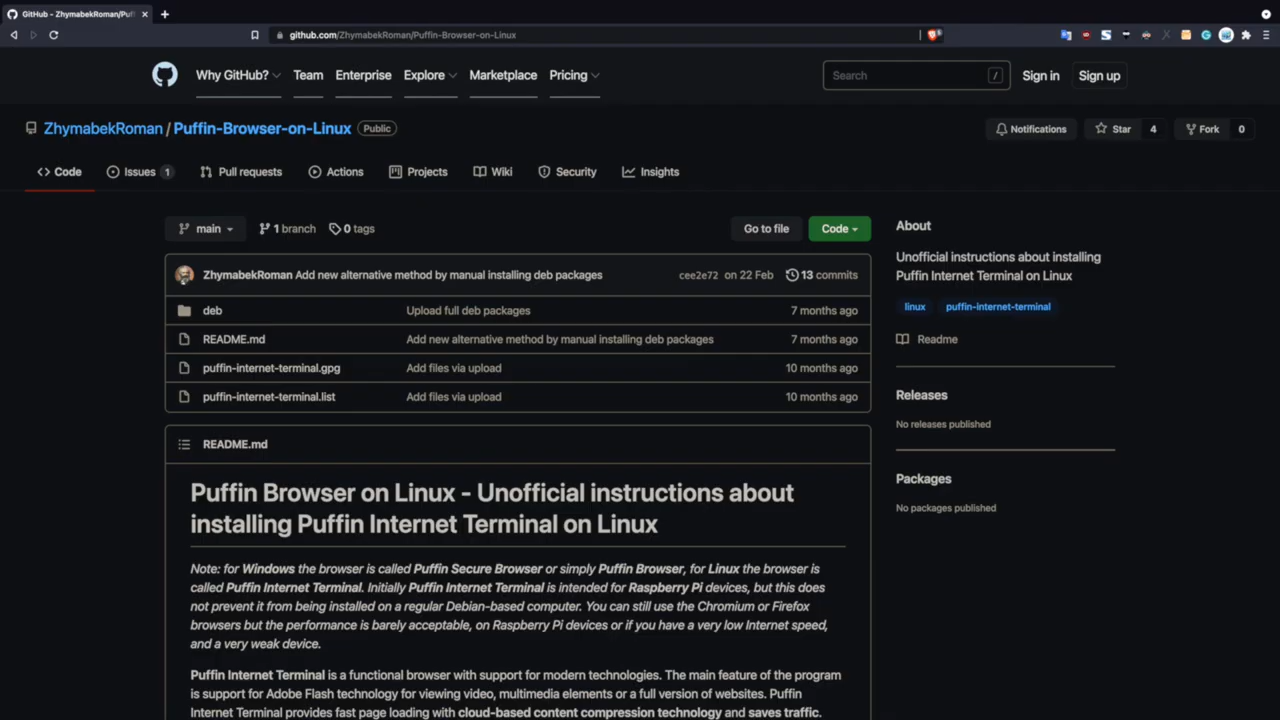 GitHub - ZhymabekRoman/Puf
github.com/ZhymabekRoman/Puffin-Browser-on-Linux
Why GitHub? Team Enterprise Explore Marketplace Pricing
Search /
Sign in Sign up
ZhymabekRoman / Puffin-Browser-on-Linux Public
Notifications Star 4 Fork 0
Code Issues 1 Pull requests Actions Projects Wiki Security Insights
main 1 branch 0 tags
Go to file Code
ZhymabekRoman Add new alternative method by manual installing deb packages cee2e72 on 22 Feb 13 commits
deb Upload full deb packages 7 months ago
README.md Add new alternative method by manual installing deb packages 7 months ago
puffin-internet-terminal.gpg Add files via upload 10 months ago
puffin-internet-terminal.list Add files via upload 10 months ago
README.md
Puffin Browser on Linux - Unofficial instructions about
installing Puffin Internet Terminal on Linux
Note: for Windows the browser is called Puffin Secure Browser or simply Puffin Browser, for Linux the browser is
called Puffin Internet Terminal. Initially Puffin Internet Terminal is intended for Raspberry Pi devices, but this does
not prevent it from being installed on a regular Debian-based computer. You can still use the Chromium or Firefox
browsers but the performance is barely acceptable, on Raspberry Pi devices or if you have a very low Internet speed,
and a very weak device.
Puffin Internet Terminal is a functional browser with support for modern technologies. The main feature of the program
is support for Adobe Flash technology for viewing video, multimedia elements or a full version of websites. Puffin
Internet Terminal provides fast page loading with cloud-based content compression technology and saves traffic.
About
Unofficial instructions about installing
Puffin Internet Terminal on Linux
linux puffin-internet-terminal
Readme
Releases
No releases published
Packages
No packages published